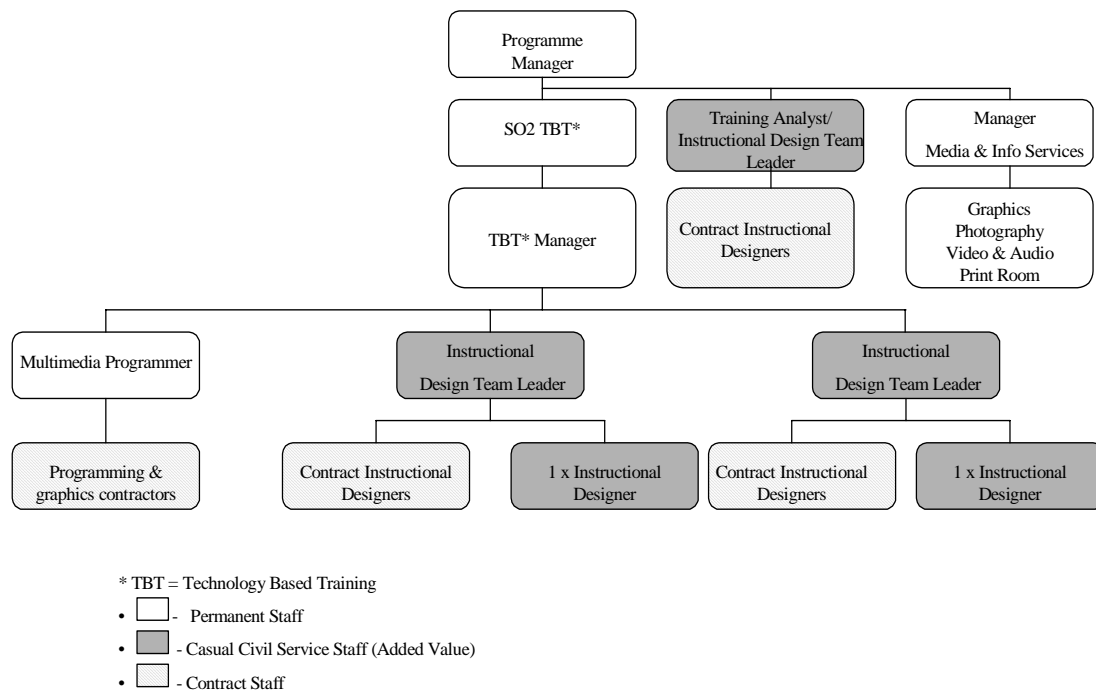 Programme
Manager
SO2 TBT*
Training Analyst/
Instructional Design Team
Leader
Manager
Media & Info Services
TBT* Manager
Contract Instructional
Designers
Graphics
Photography
Video & Audio
Print Room
Multimedia Programmer
Instructional
Design Team Leader
Instructional
Design Team Leader
Programming &
graphics contractors
Contract Instructional
Designers
1 x Instructional
Designer
Contract Instructional
Designers
1 x Instructional
Designer
* TBT = Technology Based Training
• - Permanent Staff
• - Casual Civil Service Staff (Added Value)
• - Contract Staff